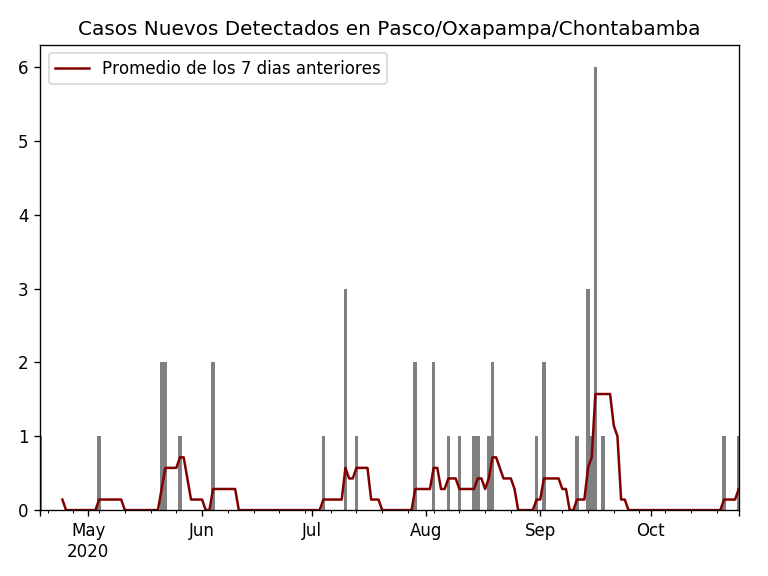 Casos Nuevos Detectados en Pasco/Oxapampa/Chontabamba
Promedio de los 7 dias anteriores
6
5
4
3
2
1
0
May Jun Jul Aug Sep Oct
2020